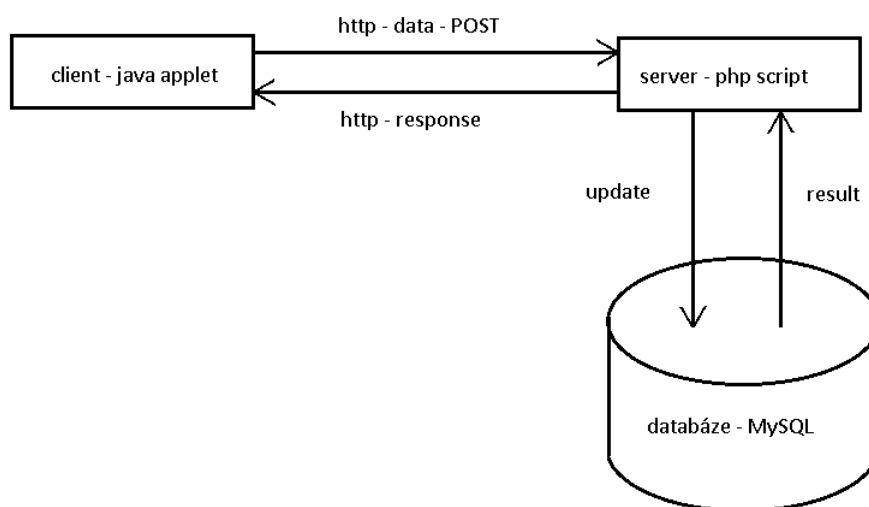 http - data - POST
client - java applet
server - php script
http - response
update
result
databáze - MySQL